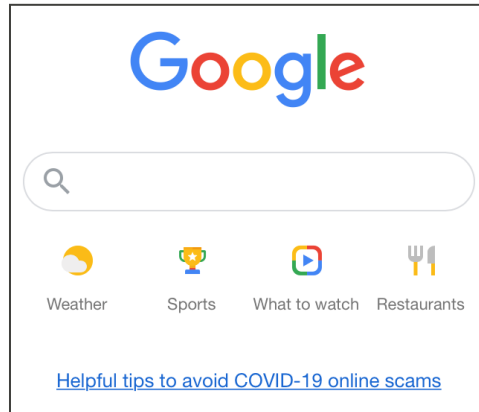 Google
Weather Sports What to watch Restaurants
Helpful tips to avoid COVID-19 online scams